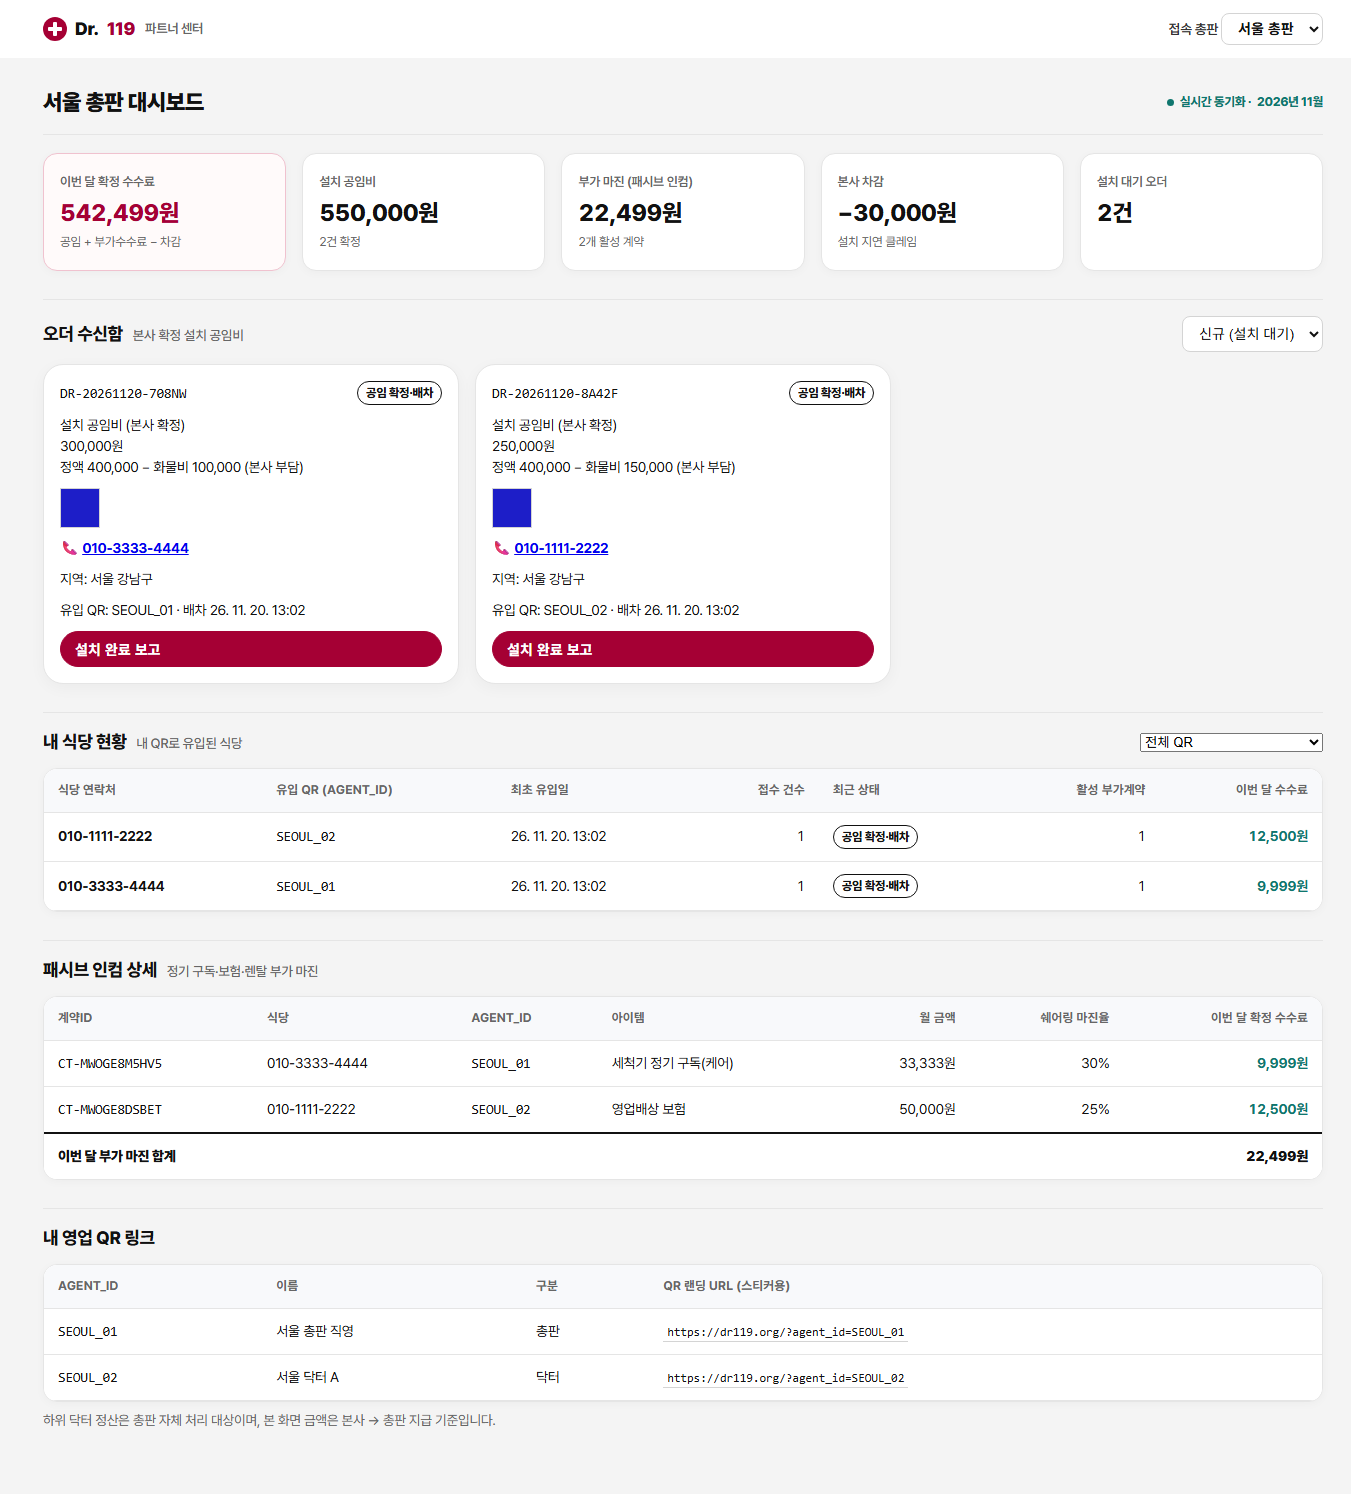 Dr. 119 파트너 센터
접속 총판 서울 총판
서울 총판 대시보드
실시간 동기화 · 2026년 11월
이번 달 확정 수수료
542,499원
공임 + 부가수수료 − 차감
설치 공임비
550,000원
2건 확정
부가 마진 (패시브 인컴)
22,499원
2개 활성 계약
본사 차감
−30,000원
설치 지연 클레임
설치 대기 오더
2건
오더 수신함 본사 확정 설치 공임비
신규 (설치 대기)
DR-20261120-708NW 공임 확정·배차
설치 공임비 (본사 확정)
300,000원
정액 400,000 − 화물비 100,000 (본사 부담)
010-3333-4444
지역: 서울 강남구
유입 QR: SEOUL_01 · 배차 26. 11. 20. 13:02
설치 완료 보고
DR-20261120-8A42F 공임 확정·배차
설치 공임비 (본사 확정)
250,000원
정액 400,000 − 화물비 150,000 (본사 부담)
010-1111-2222
지역: 서울 강남구
유입 QR: SEOUL_02 · 배차 26. 11. 20. 13:02
설치 완료 보고
내 식당 현황 내 QR로 유입된 식당
전체 QR
식당 연락처 유입 QR (AGENT_ID) 최초 유입일 접수 건수 최근 상태 활성 부가계약 이번 달 수수료
010-1111-2222 SEOUL_02 26. 11. 20. 13:02 1 공임 확정·배차 1 12,500원
010-3333-4444 SEOUL_01 26. 11. 20. 13:02 1 공임 확정·배차 1 9,999원
패시브 인컴 상세 정기 구독·보험·렌탈 부가 마진
계약ID 식당 AGENT_ID 아이템 월 금액 쉐어링 마진율 이번 달 확정 수수료
CT-MWOGE8M5HV5 010-3333-4444 SEOUL_01 세척기 정기 구독(케어) 33,333원 30% 9,999원
CT-MWOGE8DSBET 010-1111-2222 SEOUL_02 영업배상 보험 50,000원 25% 12,500원
이번 달 부가 마진 합계 22,499원
내 영업 QR 링크
AGENT_ID 이름 구분 QR 랜딩 URL (스티커용)
SEOUL_01 서울 총판 직영 총판 https://dr119.org/?agent_id=SEOUL_01
SEOUL_02 서울 닥터 A 닥터 https://dr119.org/?agent_id=SEOUL_02
하위 닥터 정산은 총판 자체 처리 대상이며, 본 화면 금액은 본사 → 총판 지급 기준입니다.